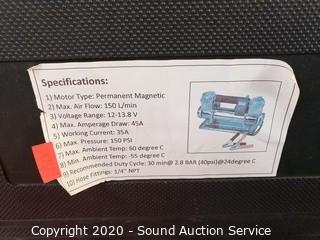 Specifications:
1) Motor Type: Permanent Magnetic
2) Max. Air Flow: 150 L/min
3) Voltage Range: 12-13.8 V
4) Max. Amperage Draw: 45A
5) Working Current: 35A
6) Max. Pressure: 150 PSI
7) Max. Ambient Temp: 60 degree C
8) Min. Ambient Temp: -55 degree C
9) Recommended Duty Cycle: 30 min@ 2.8 BAR (40psi)@24degree C
10) Hose Fittings: 1/4" NPT
Copyright 2020 - Sound Auction Service